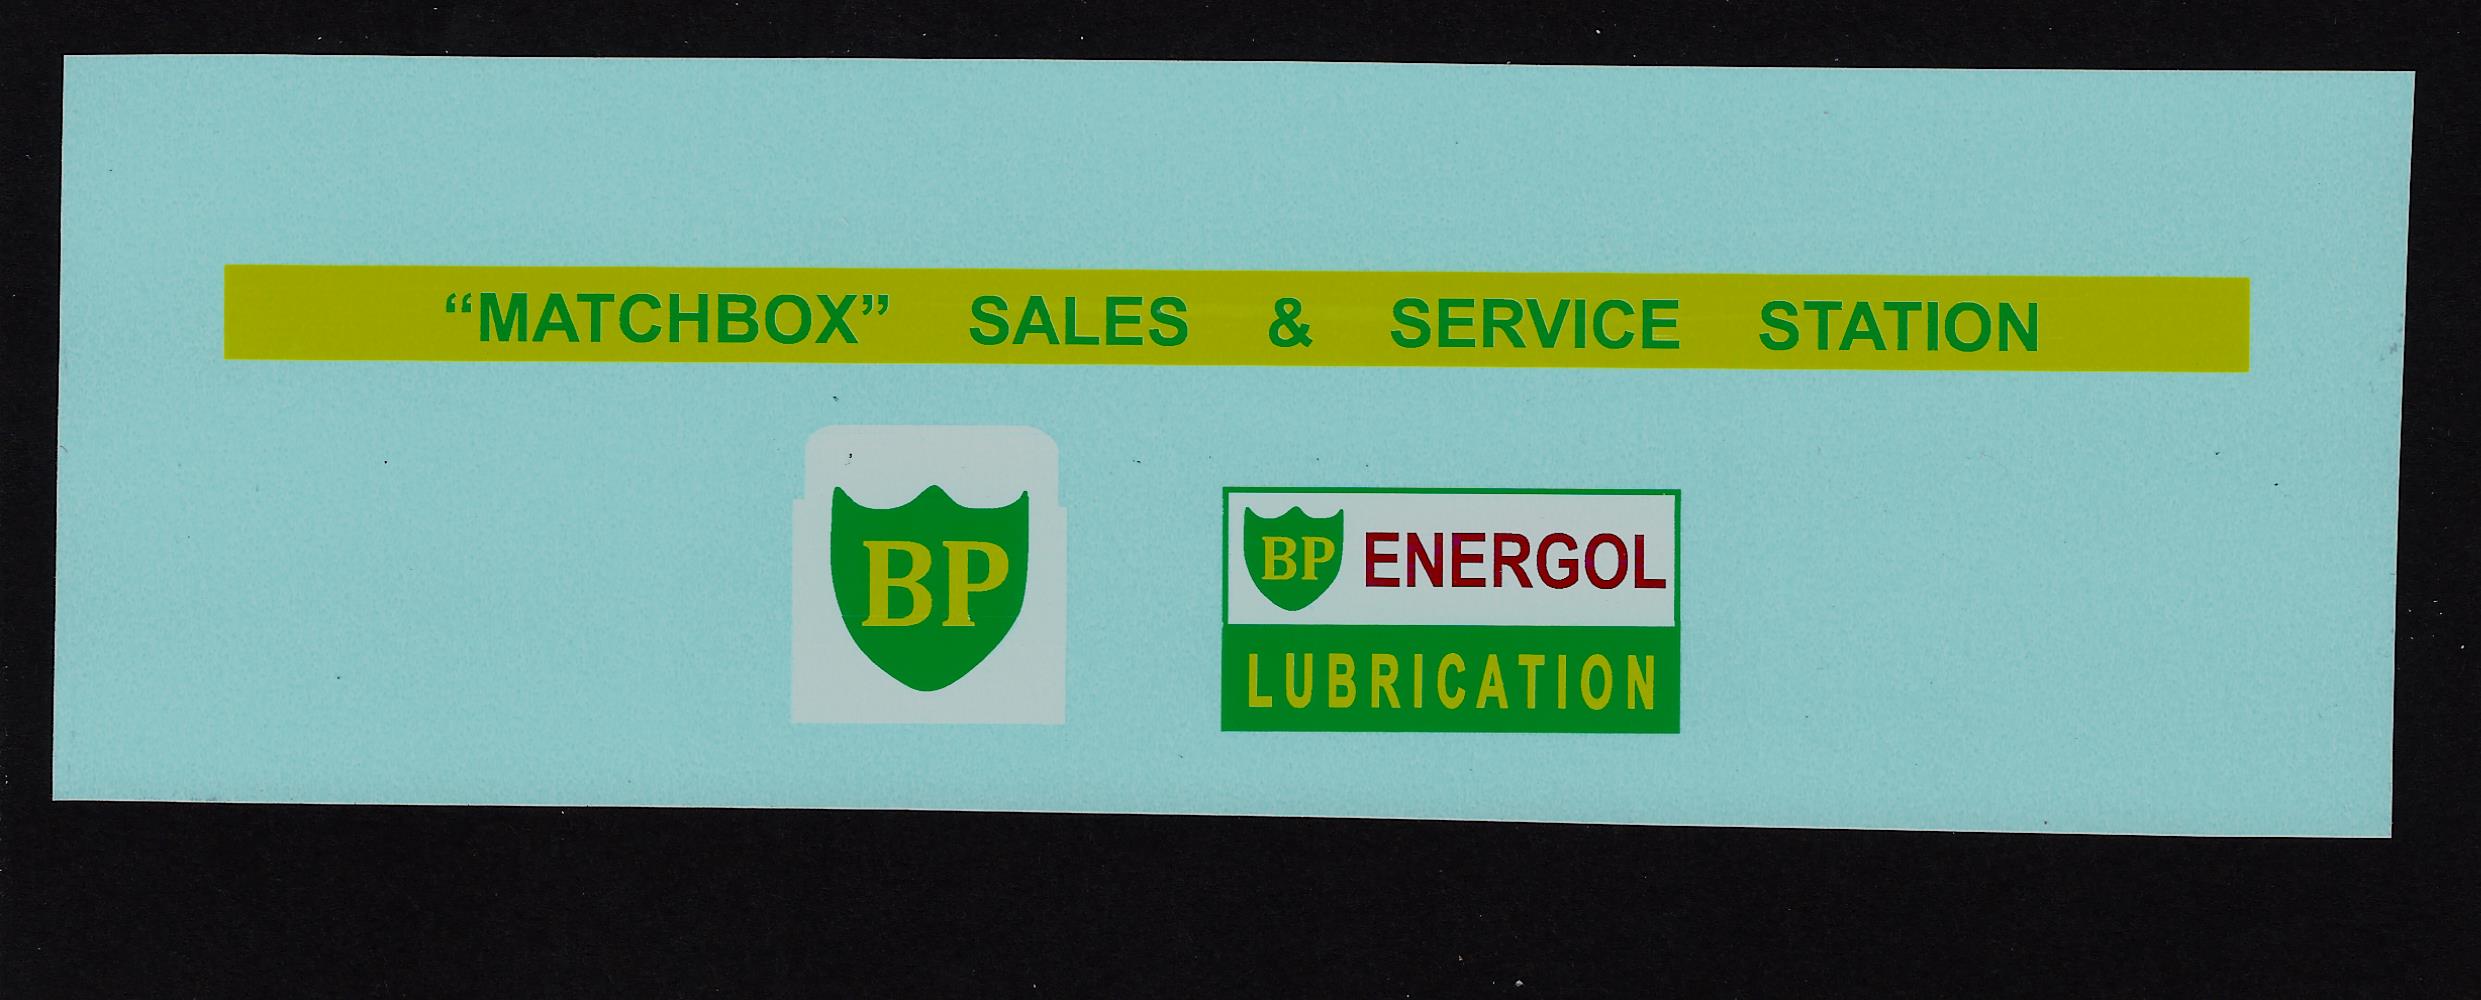 “MATCHBOX” SALES & SERVICE STATION
BP
BP ENERGOL
LUBRICATION